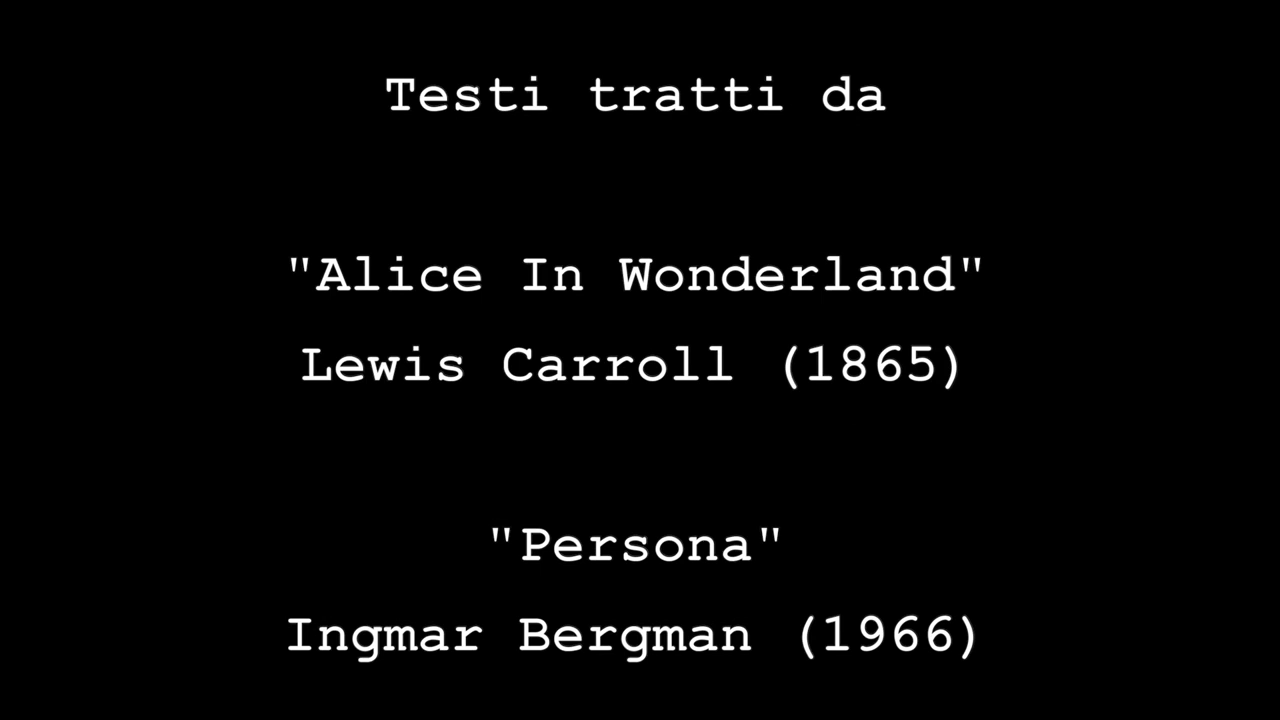 Testi tratti da
"Alice In Wonderland"
Lewis Carroll (1865)
"Persona"
Ingmar Bergman (1966)